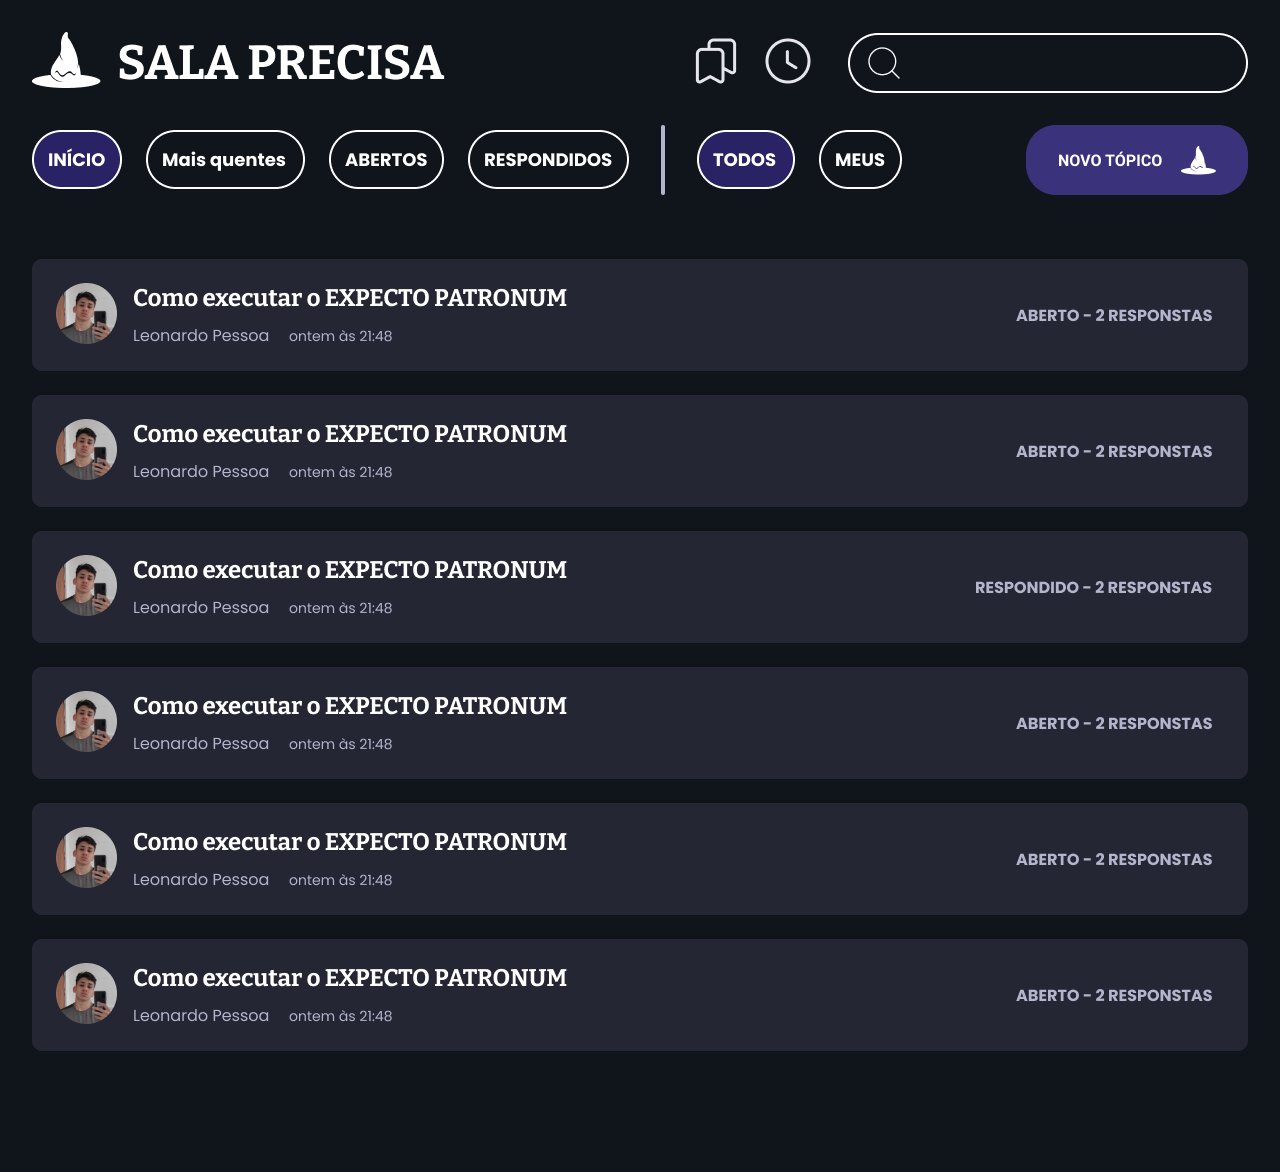 SALA PRECISA
INÍCIO Mais quentes ABERTOS RESPONDIDOS TODOS MEUS NOVO TÓPICO
Como executar o EXPECTO PATRONUM
Leonardo Pessoa ontem às 21:48
ABERTO - 2 RESPONSTAS
Como executar o EXPECTO PATRONUM
Leonardo Pessoa ontem às 21:48
ABERTO - 2 RESPONSTAS
Como executar o EXPECTO PATRONUM
Leonardo Pessoa ontem às 21:48
RESPONDIDO - 2 RESPONSTAS
Como executar o EXPECTO PATRONUM
Leonardo Pessoa ontem às 21:48
ABERTO - 2 RESPONSTAS
Como executar o EXPECTO PATRONUM
Leonardo Pessoa ontem às 21:48
ABERTO - 2 RESPONSTAS
Como executar o EXPECTO PATRONUM
Leonardo Pessoa ontem às 21:48
ABERTO - 2 RESPONSTAS